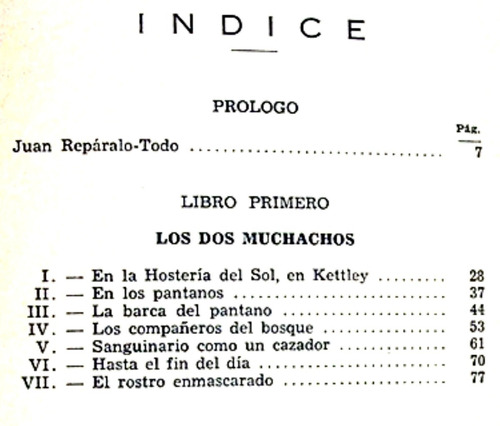 INDICE
PROLOGO
Pág.
Juan Repáralo-Todo ................................ 7
LIBRO PRIMERO
LOS DOS MUCHACHOS
I. — En la Hostería del Sol, en Kettley ......... 28
II. — En los pantanos ........................... 37
III. — La barca del pantano ..................... 44
IV. — Los compañeros del bosque ............... 53
V. — Sanguinario como un cazador ............. 61
VI. — Hasta el fin del día ....................... 70
VII. — El rostro enmascarado ................... 77